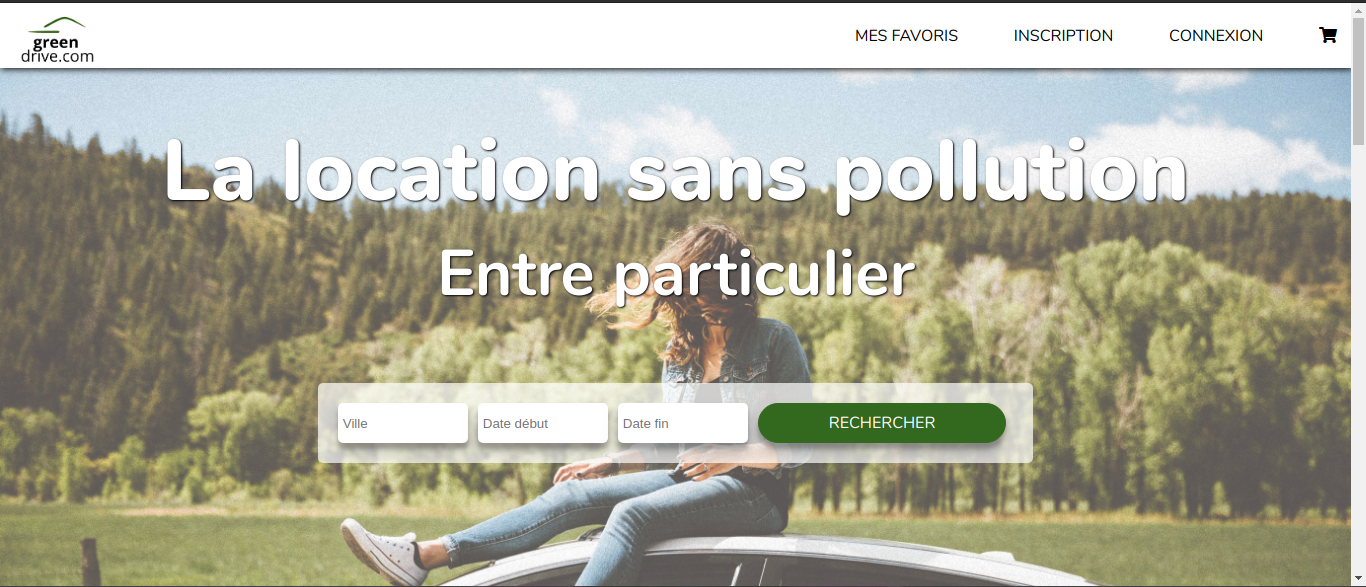 green
drive.com
MES FAVORIS INSCRIPTION CONNEXION
La location sans pollution
Entre particulier
Ville Date début Date fin RECHERCHER